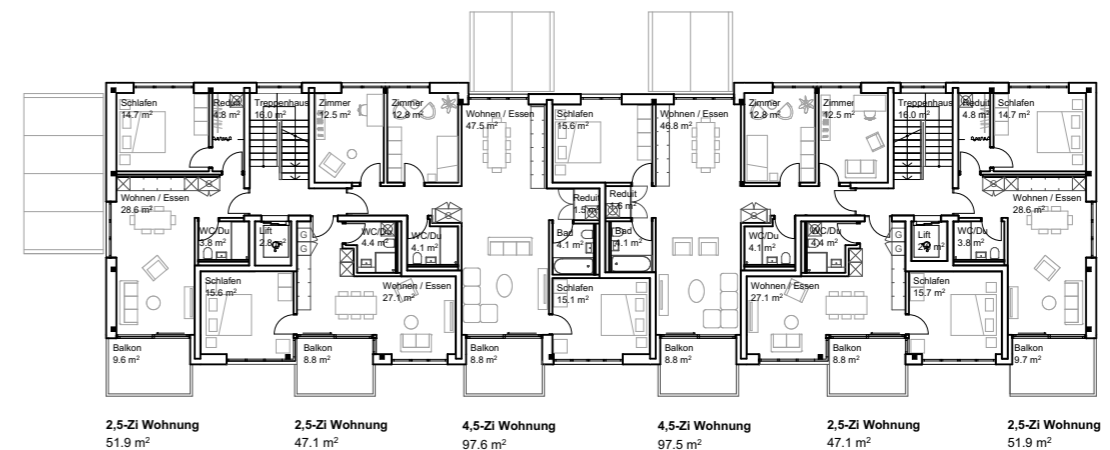 Schlafen
14.7 m²
Reduit
4.8 m²
Treppenhaus
16.0 m²
Zimmer
12.5 m²
Zimmer
12.8 m²
Wohnen / Essen
47.5 m²
Schlafen
15.6 m²
Wohnen / Essen
46.8 m²
Zimmer
12.8 m²
Zimmer
12.5 m²
Treppenhaus
16.0 m²
Reduit
4.8 m²
Schlafen
14.7 m²
Wohnen / Essen
28.6 m²
Reduit
1.5 m²
Reduit
1.6 m²
Wohnen / Essen
28.6 m²
WC/Du
3.8 m²
Lift
G
G
WC/Du
4.4 m²
WC/Du
4.1 m²
Bad
4.1 m²
Bad
4.1 m²
WC/Du
4.1 m²
WC/Du
4.4 m²
G
G
Lift
WC/Du
3.8 m²
Schlafen
15.6 m²
Wohnen / Essen
27.1 m²
Schlafen
15.1 m²
Wohnen / Essen
27.1 m²
Schlafen
15.7 m²
Balkon
9.6 m²
Balkon
8.8 m²
Balkon
8.8 m²
Balkon
8.8 m²
Balkon
8.8 m²
Balkon
9.7 m²
2,5-Zi Wohnung
51.9 m²
2,5-Zi Wohnung
47.1 m²
4,5-Zi Wohnung
97.6 m²
4,5-Zi Wohnung
97.5 m²
2,5-Zi Wohnung
47.1 m²
2,5-Zi Wohnung
51.9 m²